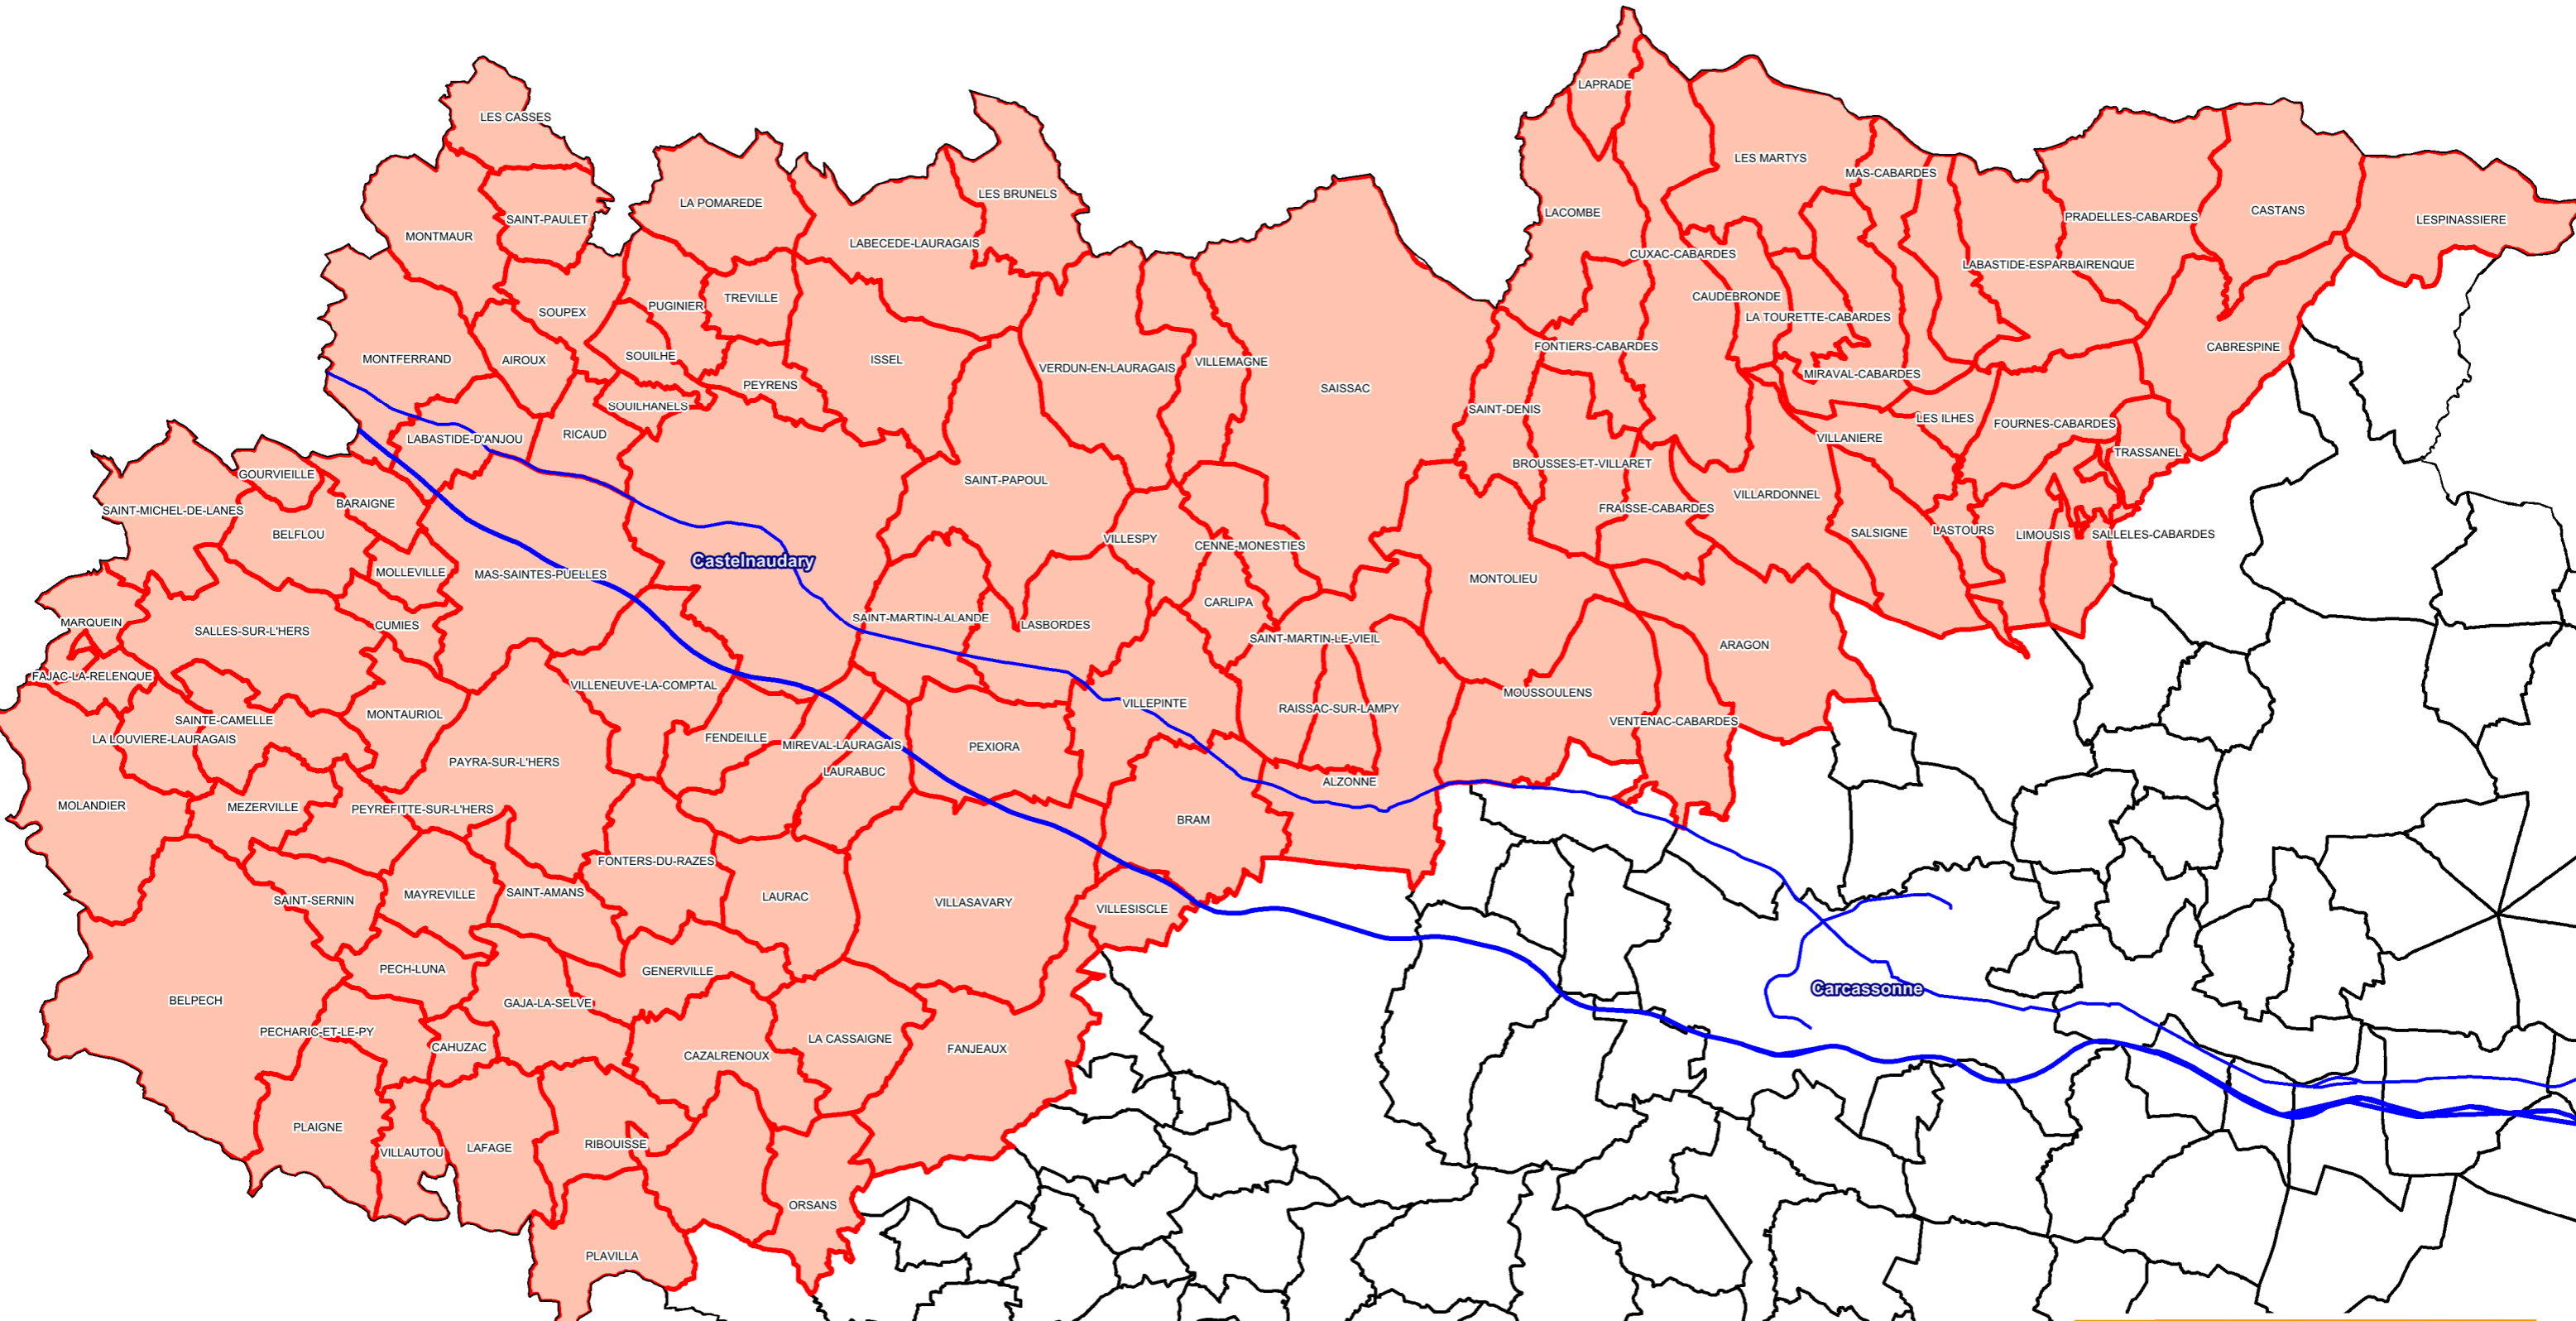 LAPRADE
LES CASSES
LES MARTYS
MAS-CABARDES
LES BRUNELS
LA POMAREDE
LACOMBE
CASTANS
PRADELLES-CABARDES
LESPINASSIERE
SAINT-PAULET
MONTMAUR
LABECEDE-LAURAGAIS
CUXAC-CABARDES
LABASTIDE-ESPARBAIRENQUE
TREVILLE
CAUDEBRONDE
PUGINIER
SOUPEX
LA TOURETTE-CABARDES
FONTIERS-CABARDES
CABRESPINE
SOUILHE
MONTFERRAND
AIROUX
ISSEL
VILLEMAGNE
VERDUN-EN-LAURAGAIS
MIRAVAL-CABARDES
PEYRENS
SAISSAC
SOUILHANELS
SAINT-DENIS
LES ILHES
FOURNES-CABARDES
RICAUD
LABASTIDE-D'ANJOU
VILLANIERE
TRASSANEL
BROUSSES-ET-VILLARET
GOURVIEILLE
SAINT-PAPOUL
VILLARDONNEL
BARAIGNE
SAINT-MICHEL-DE-LANES
FRAISSE-CABARDES
LASTOURS
SALSIGNE
BELFLOU
LIMOUSIS
SALLELES-CABARDES
VILLESPY
CENNE-MONESTIES
Castelnaudary
MOLLEVILLE
MAS-SAINTES-PUELLES
MONTOLIEU
CARLIPA
SAINT-MARTIN-LALANDE
MARQUEIN
LASBORDES
CUMIES
SALLES-SUR-L'HERS
SAINT-MARTIN-LE-VIEIL
ARAGON
FAJAC-LA-RELENQUE
VILLENEUVE-LA-COMPTAL
MOUSSOULENS
VILLEPINTE
RAISSAC-SUR-LAMPY
MONTAURIOL
SAINTE-CAMELLE
VENTENAC-CABARDES
FENDEILLE
LA LOUVIERE-LAURAGAIS
MIREVAL-LAURAGAIS
PEXIORA
PAYRA-SUR-L'HERS
LAURABUC
ALZONNE
MOLANDIER
MEZERVILLE
PEYREFITTE-SUR-L'HERS
BRAM
FONTERS-DU-RAZES
SAINT-AMANS
MAYREVILLE
LAURAC
SAINT-SERNIN
VILLASAVARY
VILLESISCLE
PECH-LUNA
GENERVILLE
Carcassonne
BELPECH
GAJA-LA-SELVE
PECHARIC-ET-LE-PY
LA CASSAIGNE
CAHUZAC
FANJEAUX
CAZALRENOUX
PLAIGNE
RIBOUISSE
LAFAGE
VILLAUTOU
ORSANS
PLAVILLA